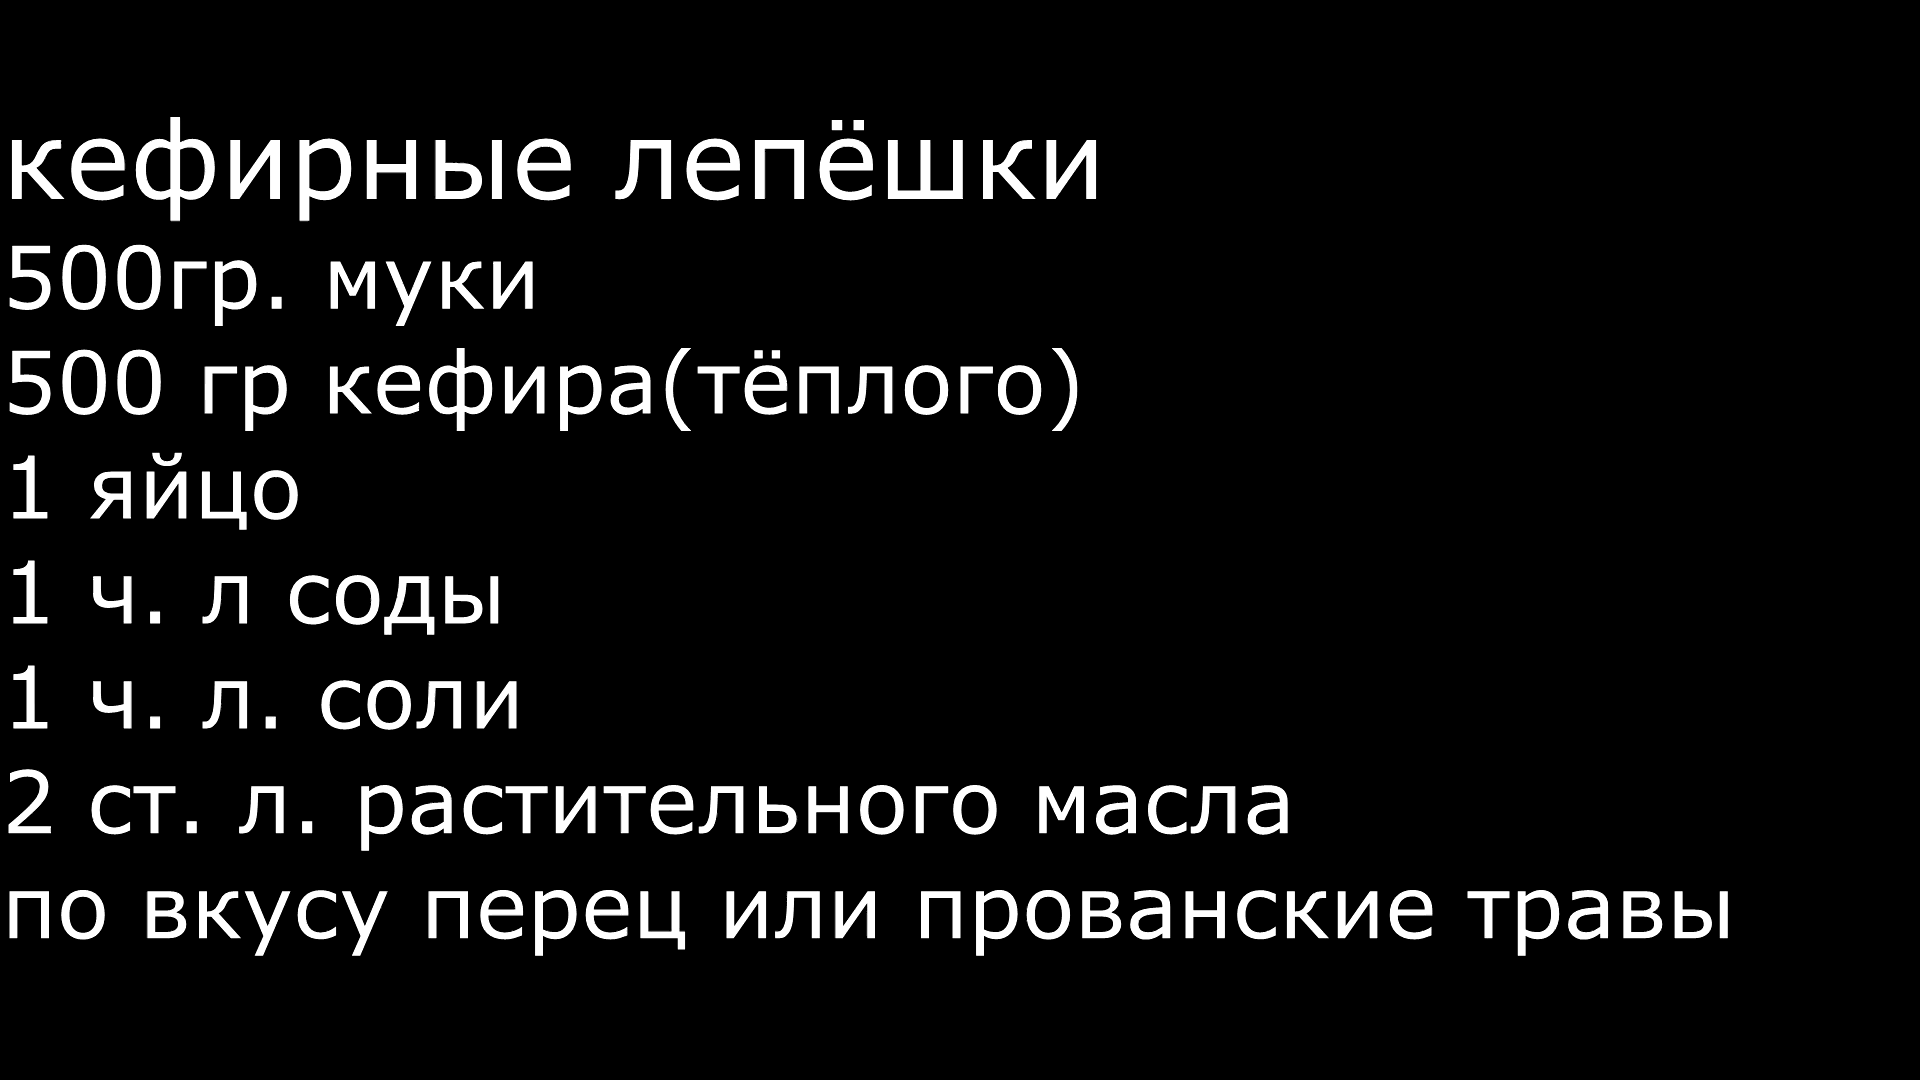 кефирные лепёшки
500гр. муки
500 гр кефира(тёплого)
1 яйцо
1 ч. л соды
1 ч. л. соли
2 ст. л. растительного масла
по вкусу перец или прованские травы